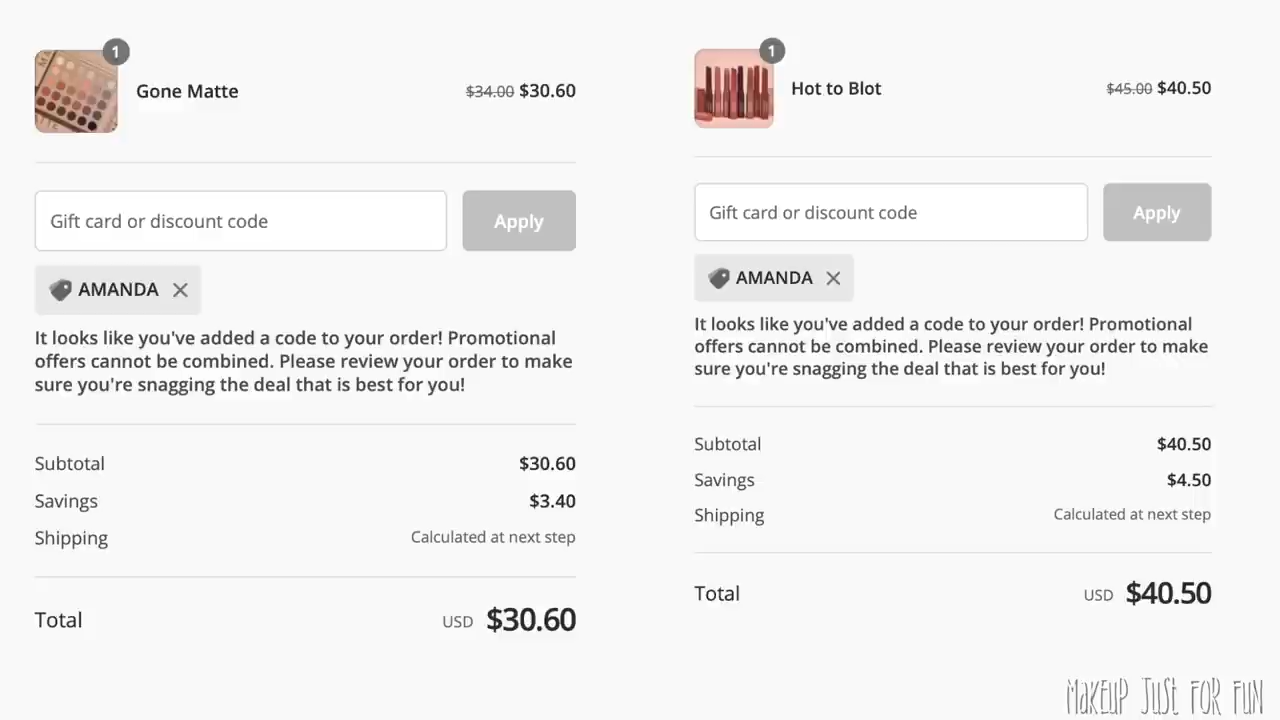 1
Gone Matte
$34.00 $30.60
Gift card or discount code
Apply
AMANDA
It looks like you've added a code to your order! Promotional
offers cannot be combined. Please review your order to make
sure you're snagging the deal that is best for you!
Subtotal
$30.60
Savings
$3.40
Shipping
Calculated at next step
Total
USD $30.60
1
Hot to Blot
$45.00 $40.50
Gift card or discount code
Apply
AMANDA
It looks like you've added a code to your order! Promotional
offers cannot be combined. Please review your order to make
sure you're snagging the deal that is best for you!
Subtotal
$40.50
Savings
$4.50
Shipping
Calculated at next step
Total
USD $40.50
MAKEUP JUST FOR FUN